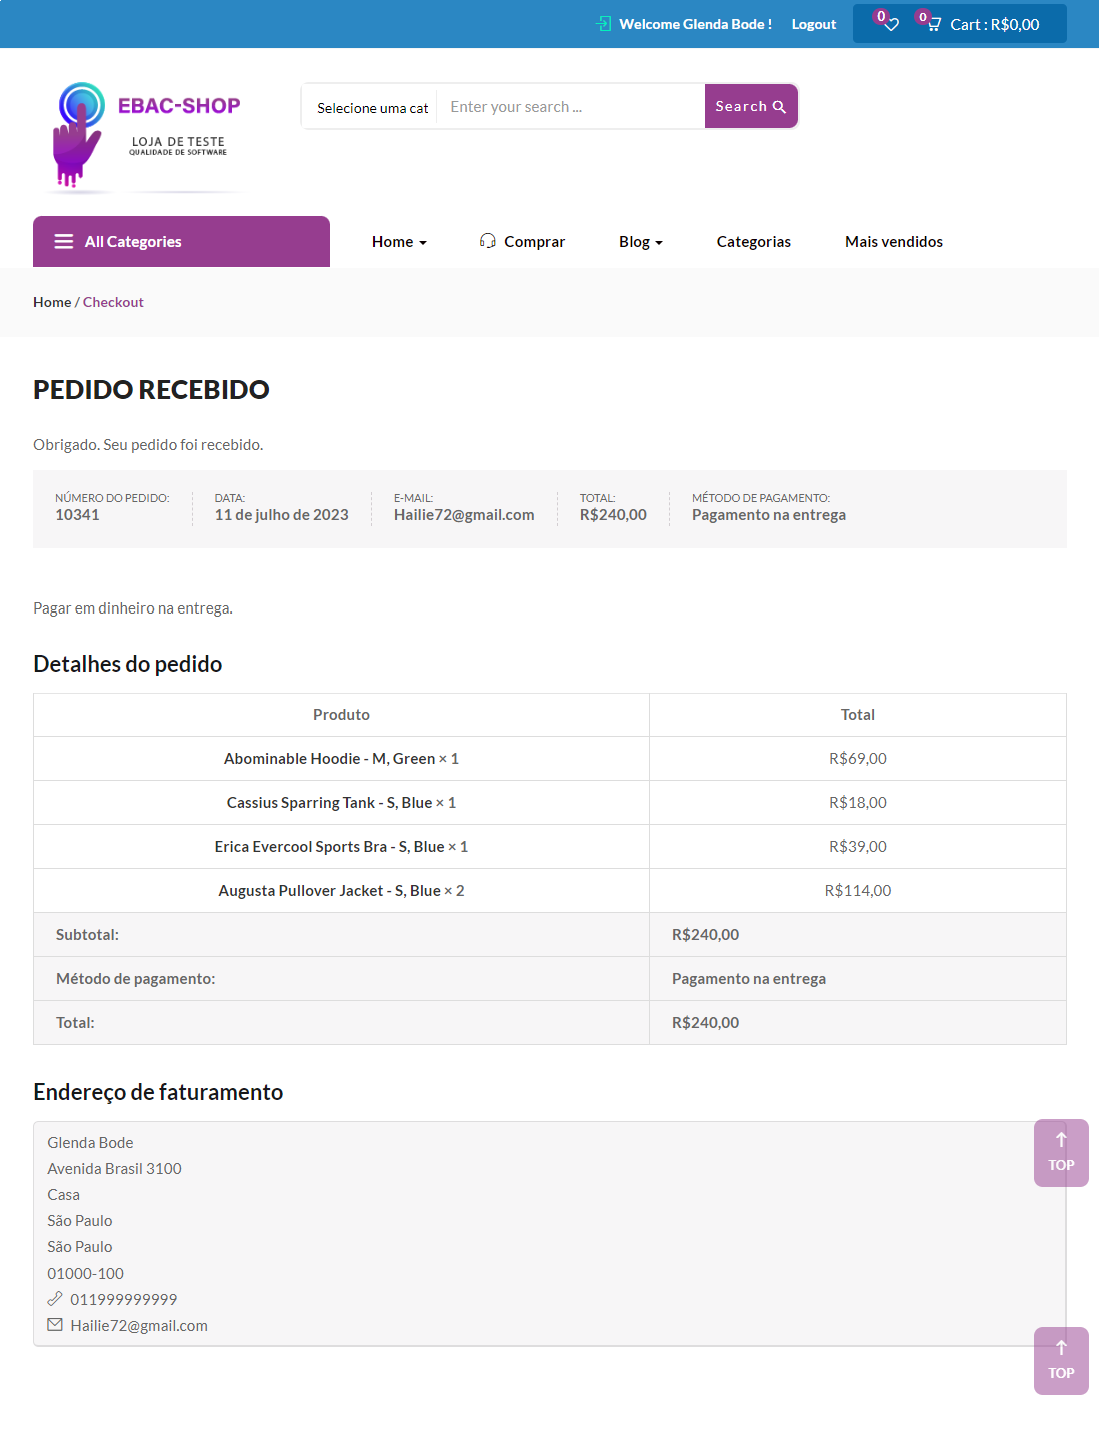 Welcome Glenda Bode !
Logout
0
0
Cart : R$0,00
EBAC-SHOP
LOJA DE TESTE
QUALIDADE DE SOFTWARE
Selecione uma cat
Enter your search ...
Search
All Categories
Home
Comprar
Blog
Categorias
Mais vendidos
Home / Checkout
PEDIDO RECEBIDO
Obrigado. Seu pedido foi recebido.
NÚMERO DO PEDIDO:
10341
DATA:
11 de julho de 2023
E-MAIL:
Hailie72@gmail.com
TOTAL:
R$240,00
MÉTODO DE PAGAMENTO:
Pagamento na entrega
Pagar em dinheiro na entrega.
Detalhes do pedido
Produto Total
Abominable Hoodie - M, Green × 1 R$69,00
Cassius Sparring Tank - S, Blue × 1 R$18,00
Erica Evercool Sports Bra - S, Blue × 1 R$39,00
Augusta Pullover Jacket - S, Blue × 2 R$114,00
Subtotal: R$240,00
Método de pagamento: Pagamento na entrega
Total: R$240,00
Endereço de faturamento
Glenda Bode
Avenida Brasil 3100
Casa
São Paulo
São Paulo
01000-100
011999999999
Hailie72@gmail.com
TOP
TOP